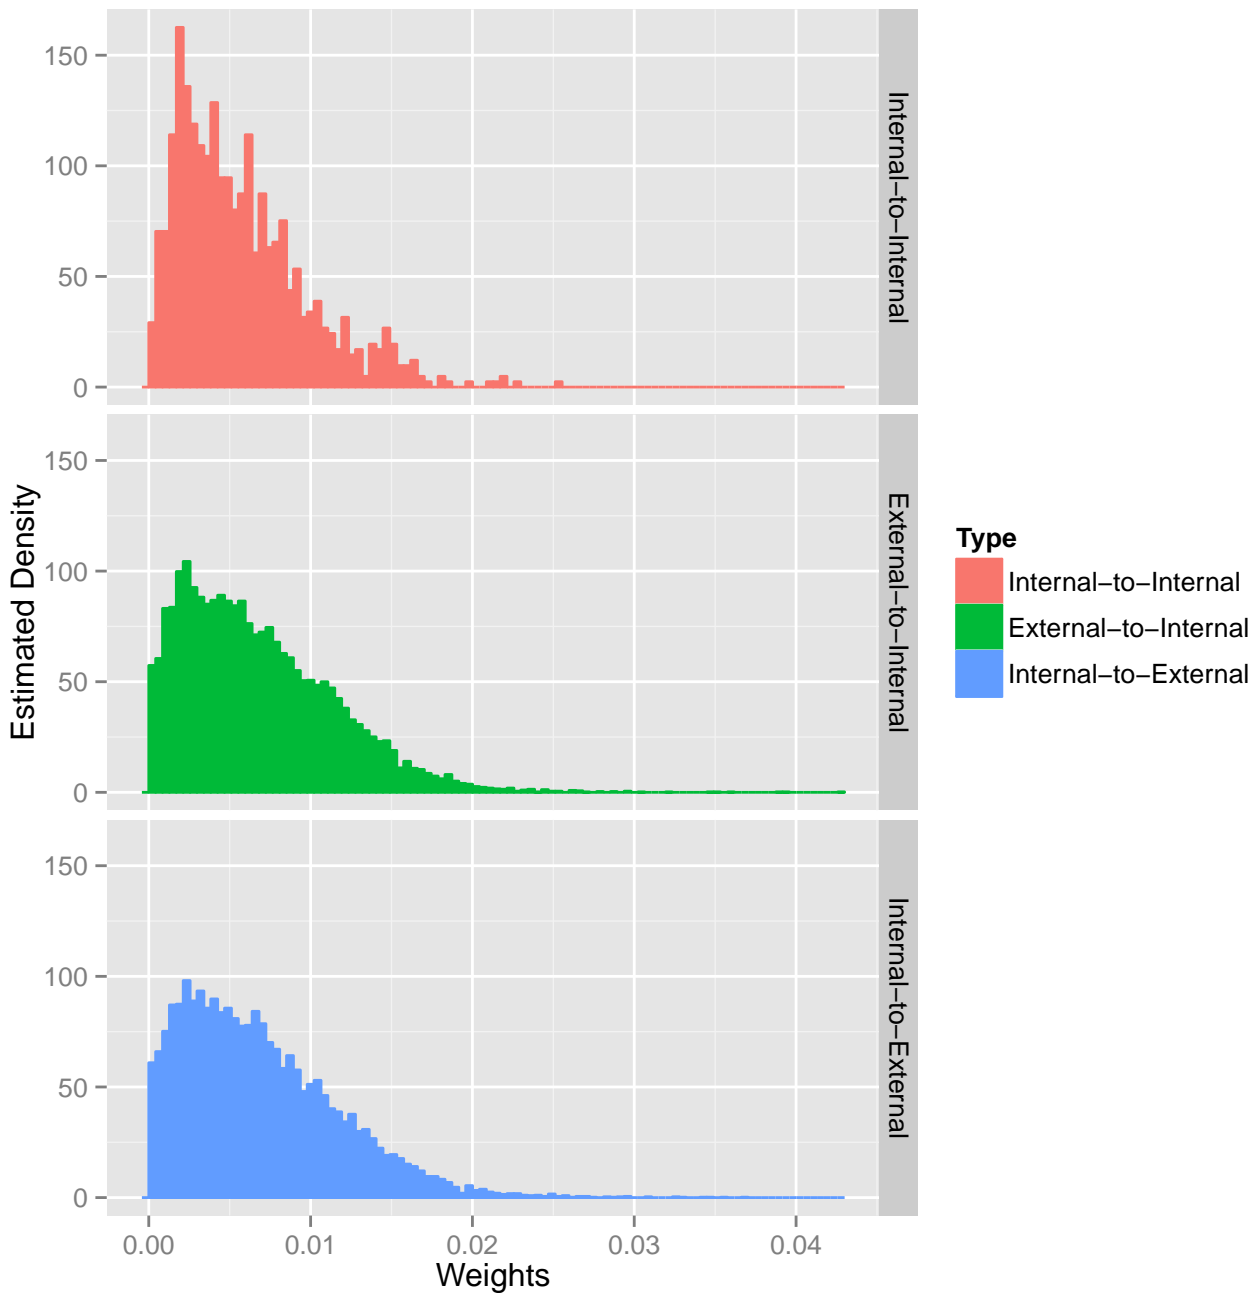 150
100
50
0
Internal−to−Internal
150
100
50
0
External−to−Internal
150
100
50
0
Internal−to−External
Estimated Density
0.00 0.01 0.02 0.03 0.04
Weights
Type
Internal−to−Internal
External−to−Internal
Internal−to−External